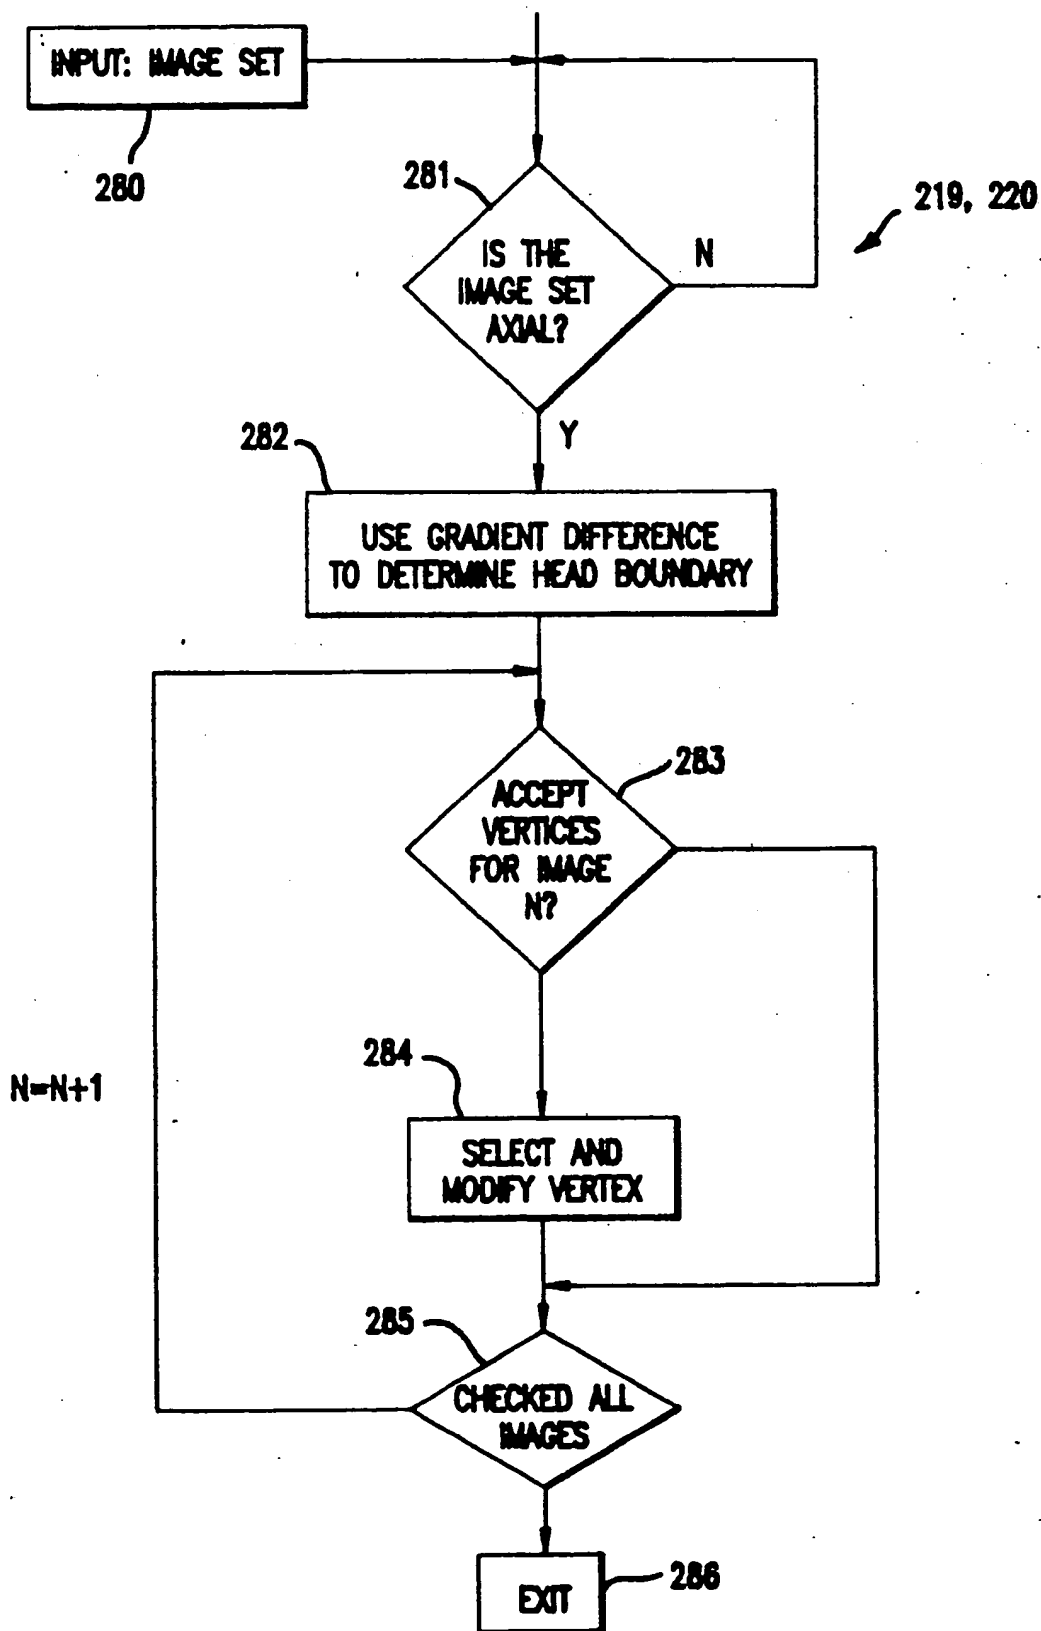 INPUT: IMAGE SET
280
281
219, 220
IS THE
IMAGE SET
AXIAL?
N
Y
282
USE GRADIENT DIFFERENCE
TO DETERMINE HEAD BOUNDARY
283
ACCEPT
VERTICES
FOR IMAGE
N?
284
N=N+1
SELECT AND
MODIFY VERTEX
285
CHECKED ALL
IMAGES
286
EXIT